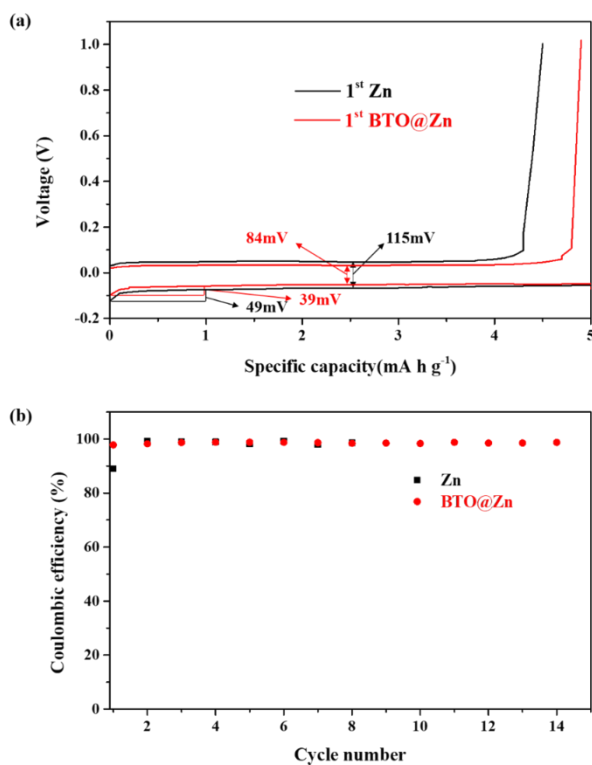 (a)
1.0
0.8
0.6
0.4
0.2
0.0
-0.2
Voltage (V)
1st Zn
1st BTO@Zn
84mV
115mV
39mV
49mV
0 1 2 3 4 5
Specific capacity(mA h g-1)
(b)
120
100
80
60
40
20
0
Coulombic efficiency (%)
Zn
BTO@Zn
2 4 6 8 10 12 14
Cycle number